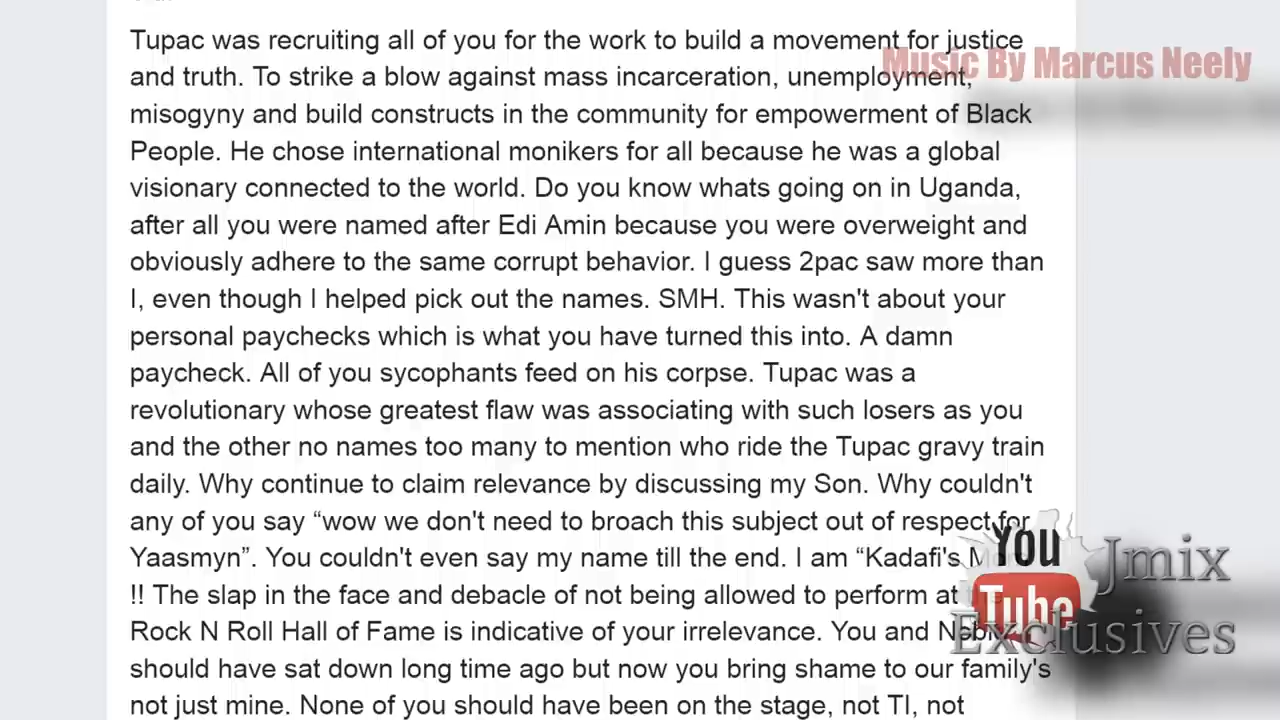 Tupac was recruiting all of you for the work to build a movement for justice
and truth. To strike a blow against mass incarceration, unemployment,
misogyny and build constructs in the community for empowerment of Black
People. He chose international monikers for all because he was a global
visionary connected to the world. Do you know whats going on in Uganda,
after all you were named after Edi Amin because you were overweight and
obviously adhere to the same corrupt behavior. I guess 2pac saw more than
I, even though I helped pick out the names. SMH. This wasn't about your
personal paychecks which is what you have turned this into. A damn
paycheck. All of you sycophants feed on his corpse. Tupac was a
revolutionary whose greatest flaw was associating with such losers as you
and the other no names too many to mention who ride the Tupac gravy train
daily. Why continue to claim relevance by discussing my Son. Why couldn't
any of you say “wow we don't need to broach this subject out of respect for
Yaasmyn”. You couldn't even say my name till the end. I am “Kadafi's
!! The slap in the face and debacle of not being allowed to perform at
Rock N Roll Hall of Fame is indicative of your irrelevance. You and
should have sat down long time ago but now you bring shame to our family's
not just mine. None of you should have been on the stage, not TI, not
Music By Marcus Neely
You Tube
Jmix
Exclusives